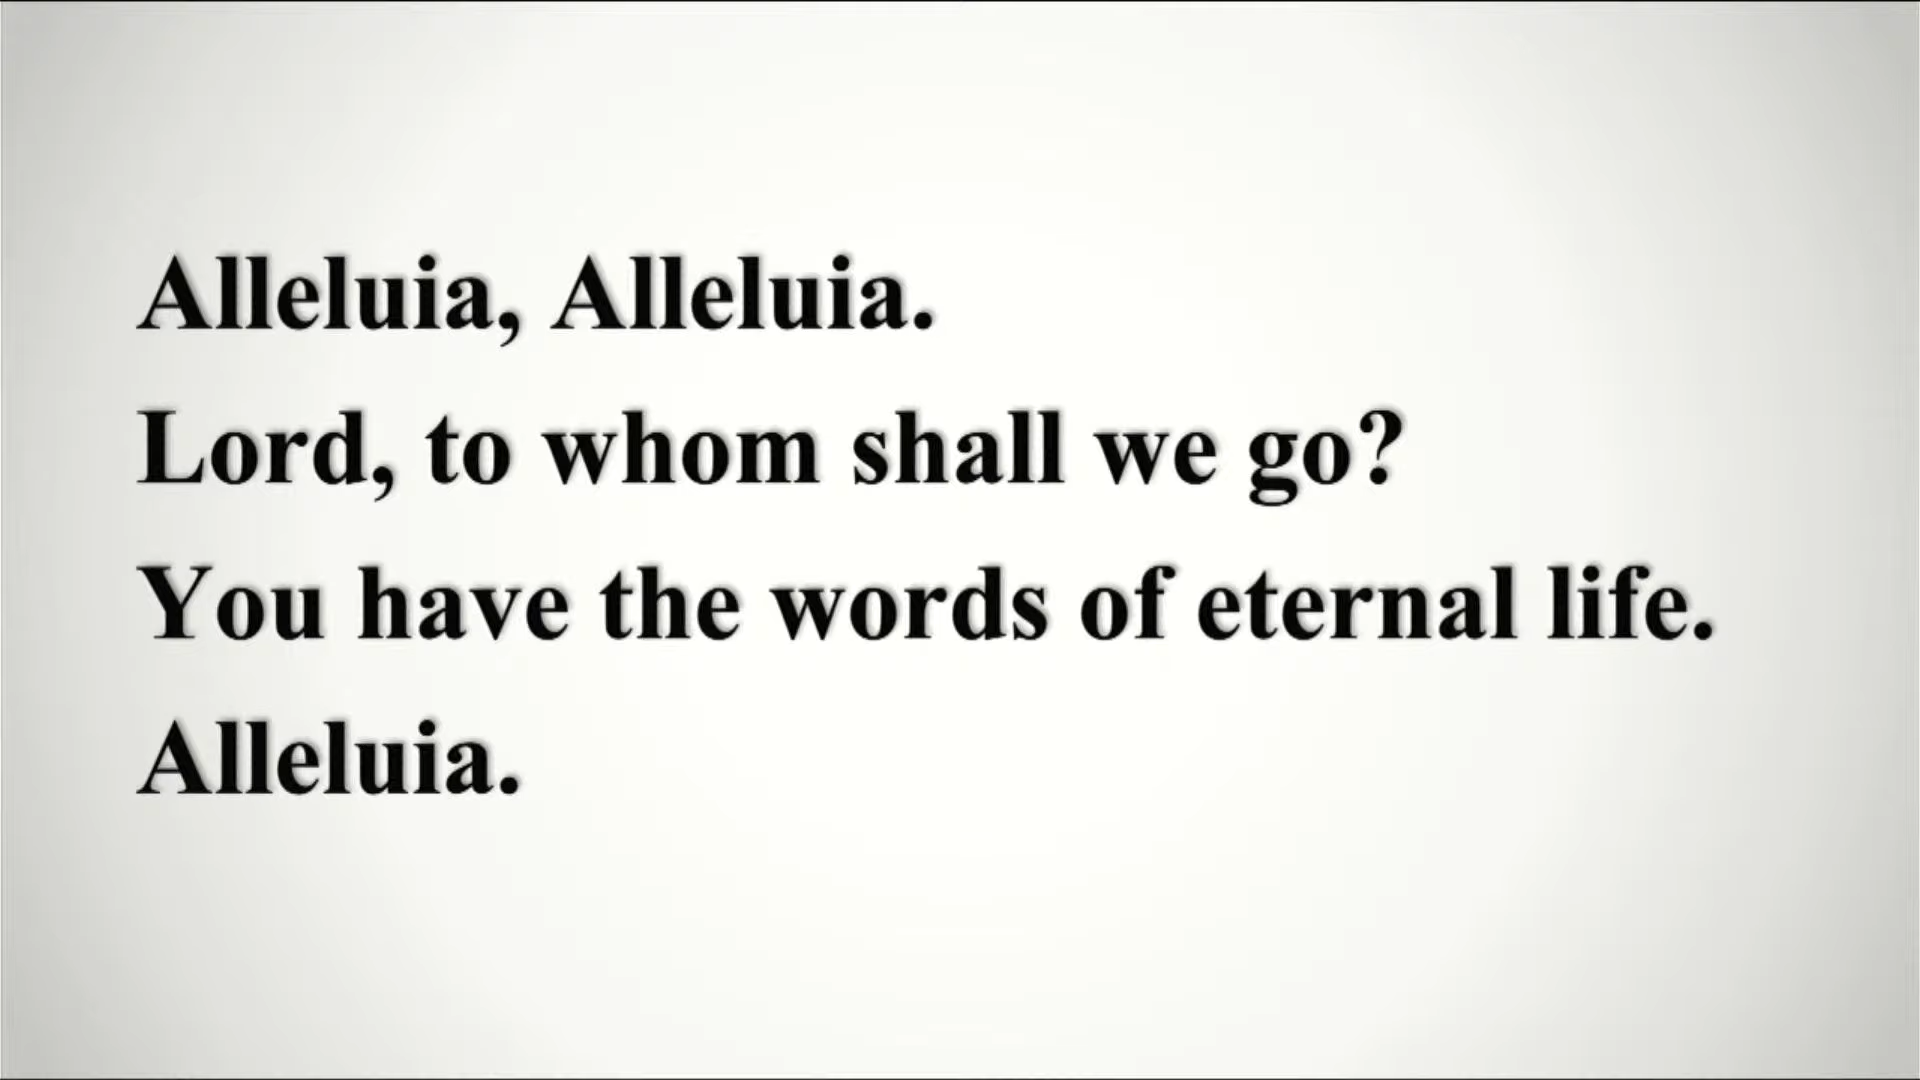 Alleluia, Alleluia.
Lord, to whom shall we go?
You have the words of eternal life.
Alleluia.